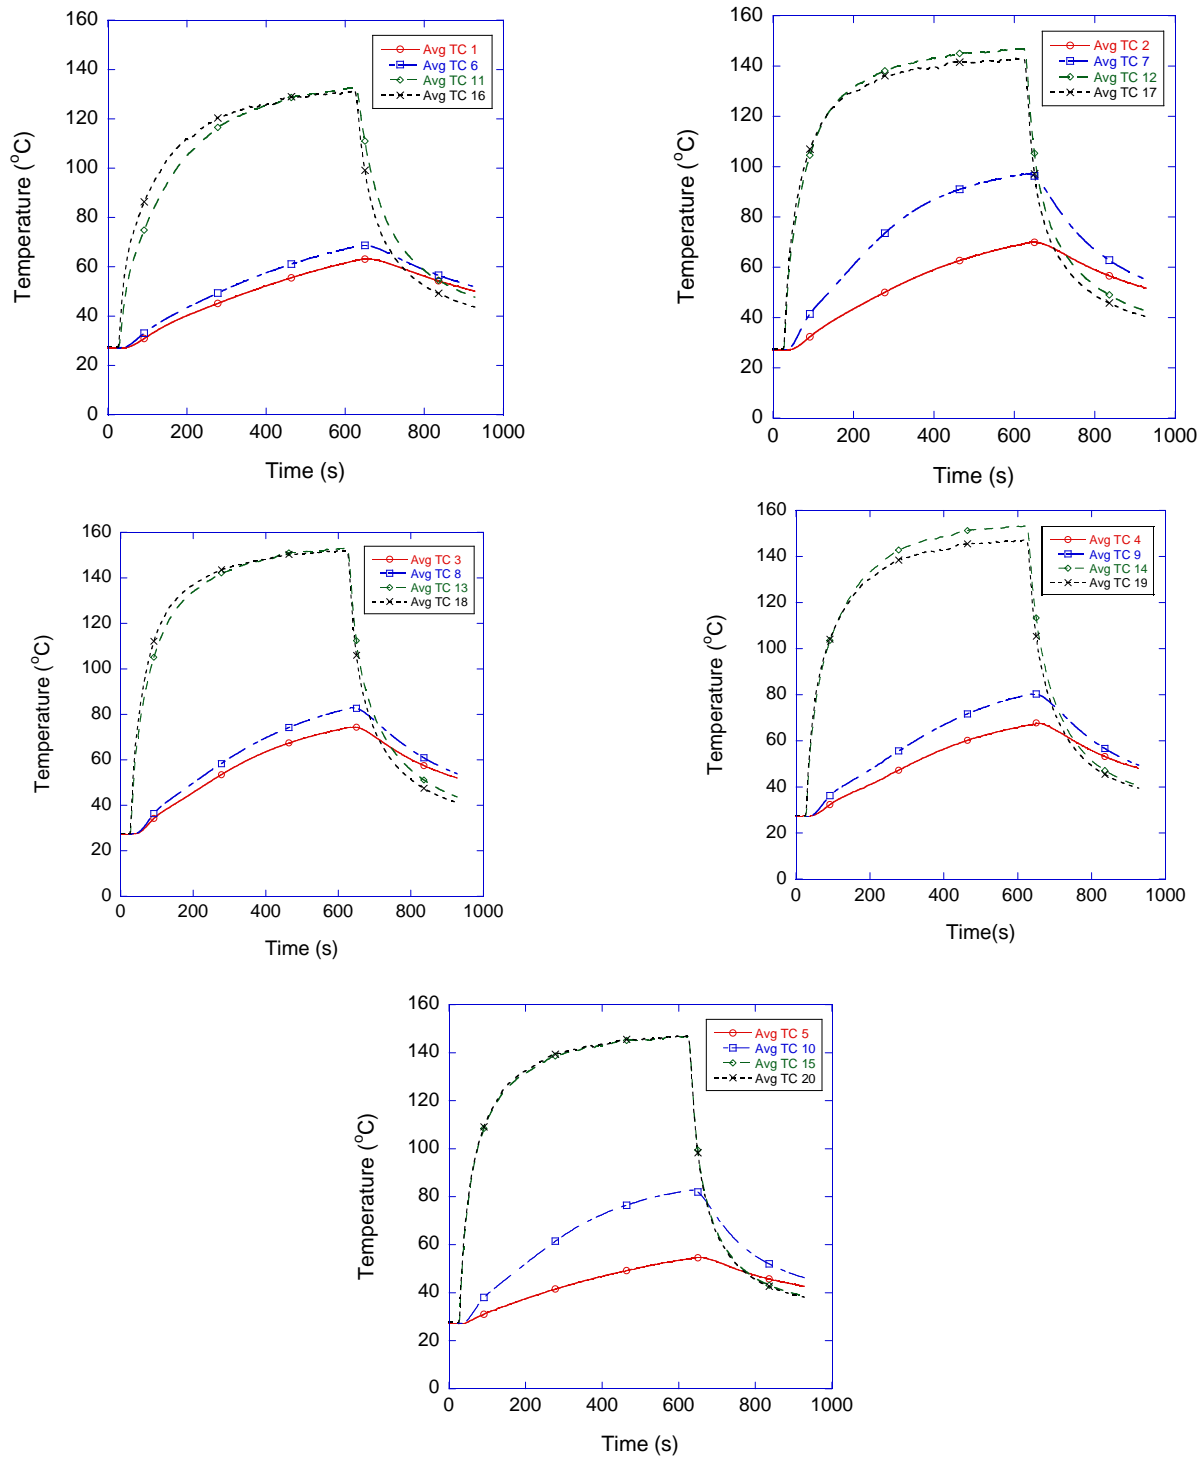 160
140
120
100
80
60
40
20
0
Temperature (°C)
Avg TC 1
Avg TC 6
Avg TC 11
Avg TC 16
0 200 400 600 800 1000
Time (s)
160
140
120
100
80
60
40
20
0
Temperature (°C)
Avg TC 2
Avg TC 7
Avg TC 12
Avg TC 17
0 200 400 600 800 1000
Time (s)
160
140
120
100
80
60
40
20
0
Temperature (°C)
Avg TC 3
Avg TC 8
Avg TC 13
Avg TC 18
0 200 400 600 800 1000
Time (s)
160
140
120
100
80
60
40
20
0
Temperature (°C)
Avg TC 4
Avg TC 9
Avg TC 14
Avg TC 19
0 200 400 600 800 1000
Time(s)
160
140
120
100
80
60
40
20
0
Temperature (°C)
Avg TC 5
Avg TC 10
Avg TC 15
Avg TC 20
0 200 400 600 800 1000
Time (s)